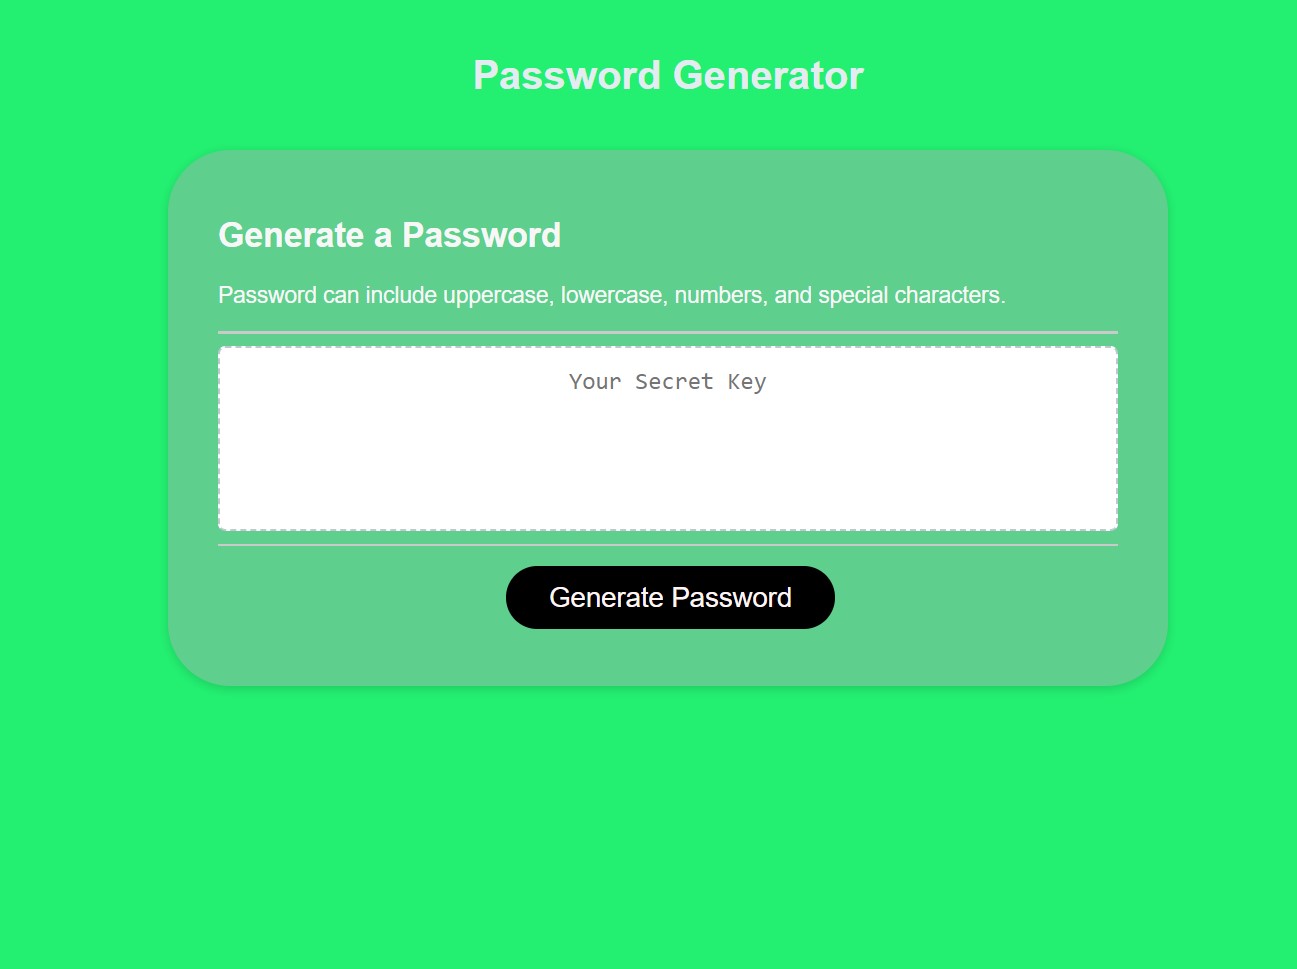 Password Generator
Generate a Password
Password can include uppercase, lowercase, numbers, and special characters.
Your Secret Key
Generate Password